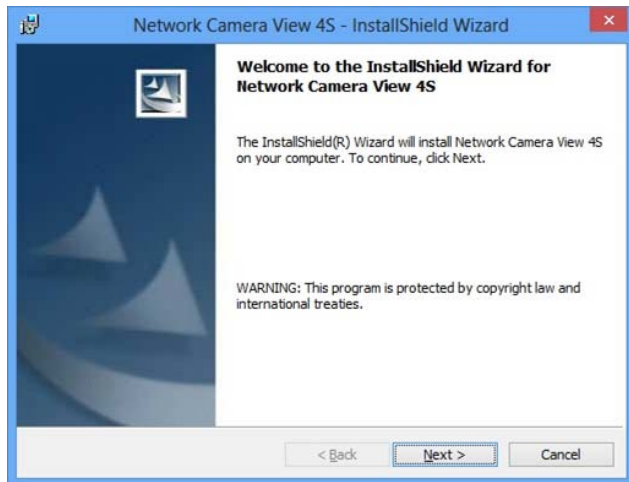 Network Camera View 4S - InstallShield Wizard
Welcome to the InstallShield Wizard for
Network Camera View 4S
The InstallShield(R) Wizard will install Network Camera View 4S
on your computer. To continue, click Next.
WARNING: This program is protected by copyright law and
international treaties.
< Back
Next >
Cancel